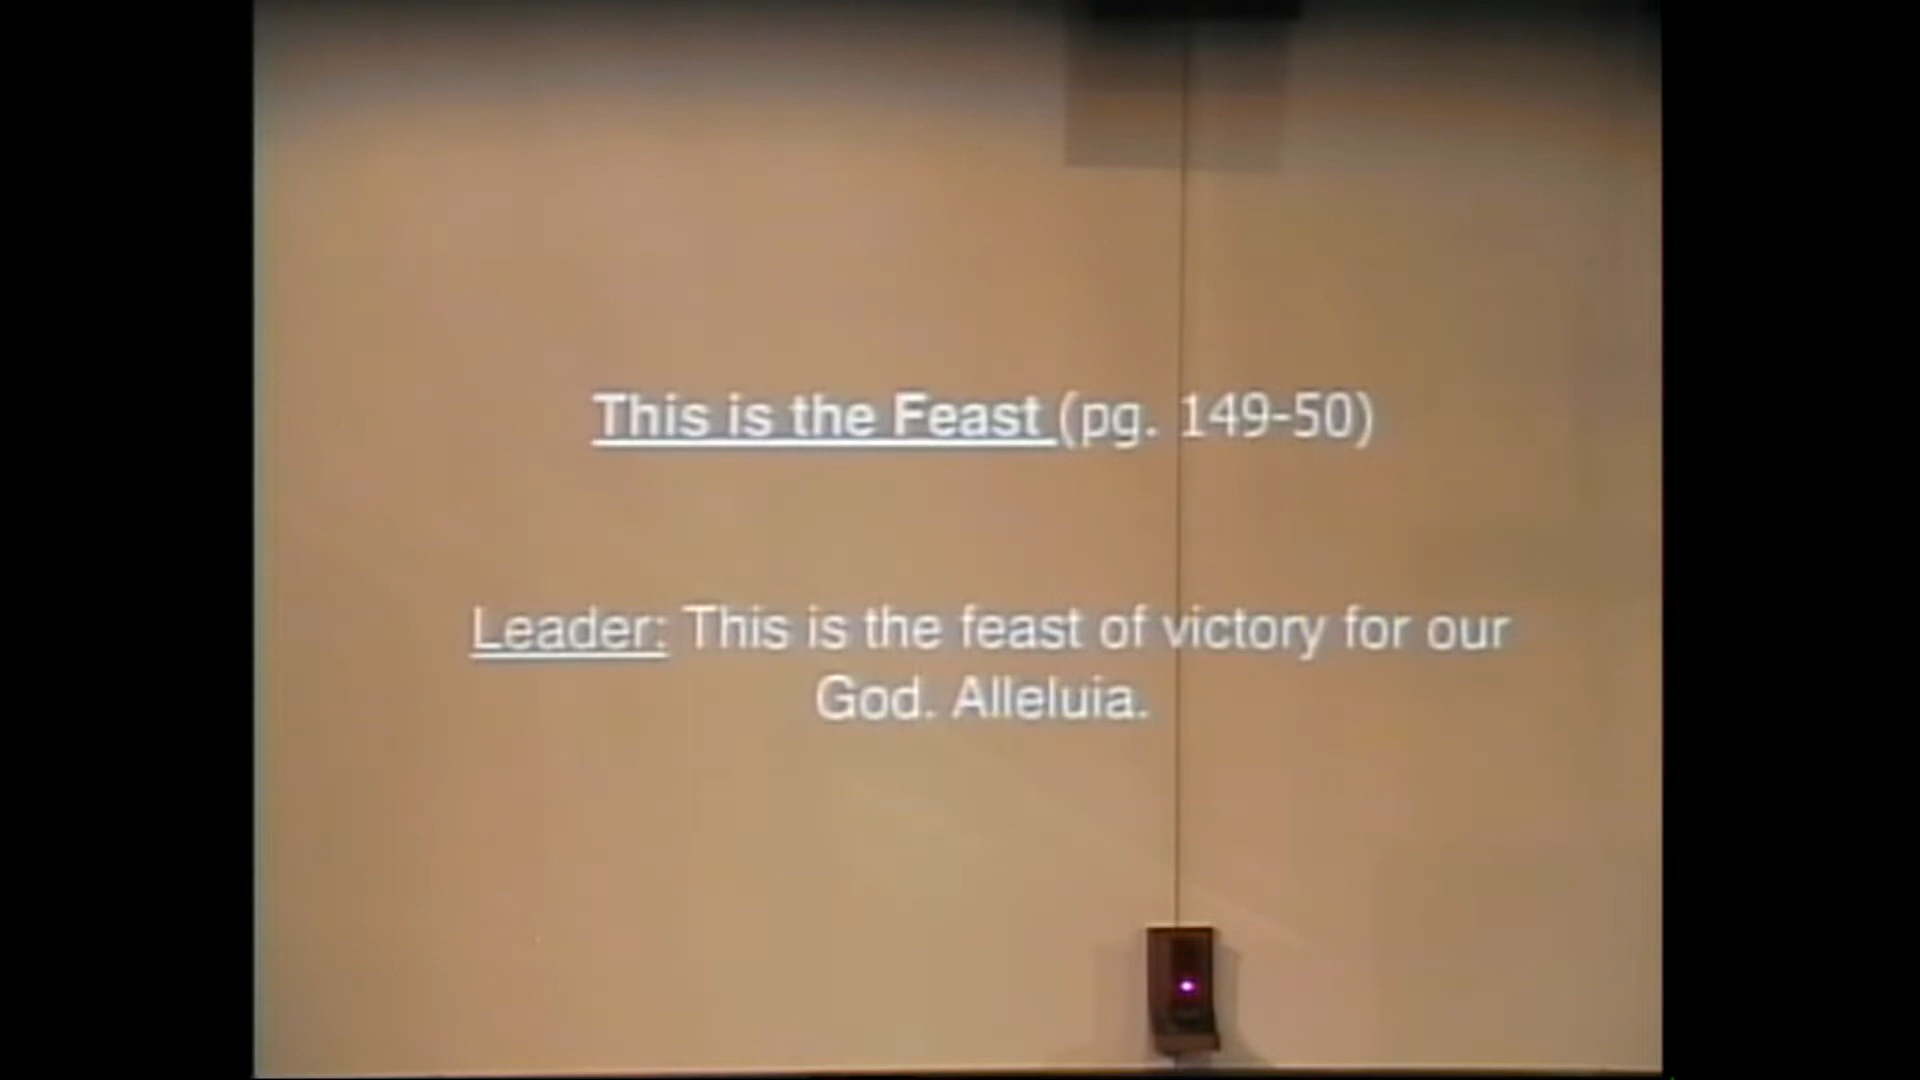 This is the Feast (pg. 149-50)
Leader: This is the feast of victory for our
God. Alleluia.